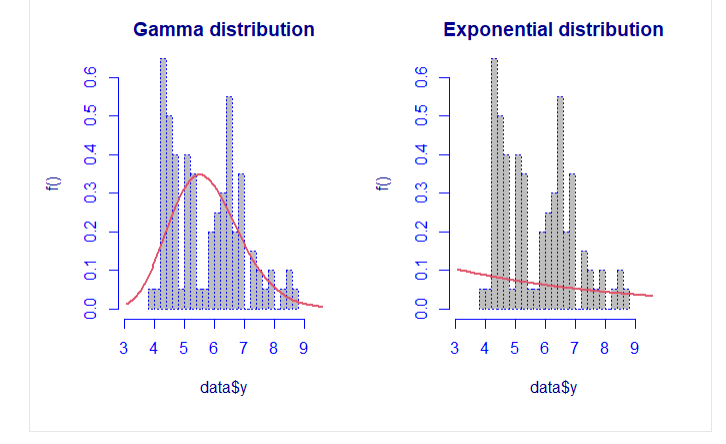 Gamma distribution
f()
0.0 0.1 0.2 0.3 0.4 0.5 0.6
3 4 5 6 7 8 9
data$y
Exponential distribution
f()
0.0 0.1 0.2 0.3 0.4 0.5 0.6
3 4 5 6 7 8 9
data$y